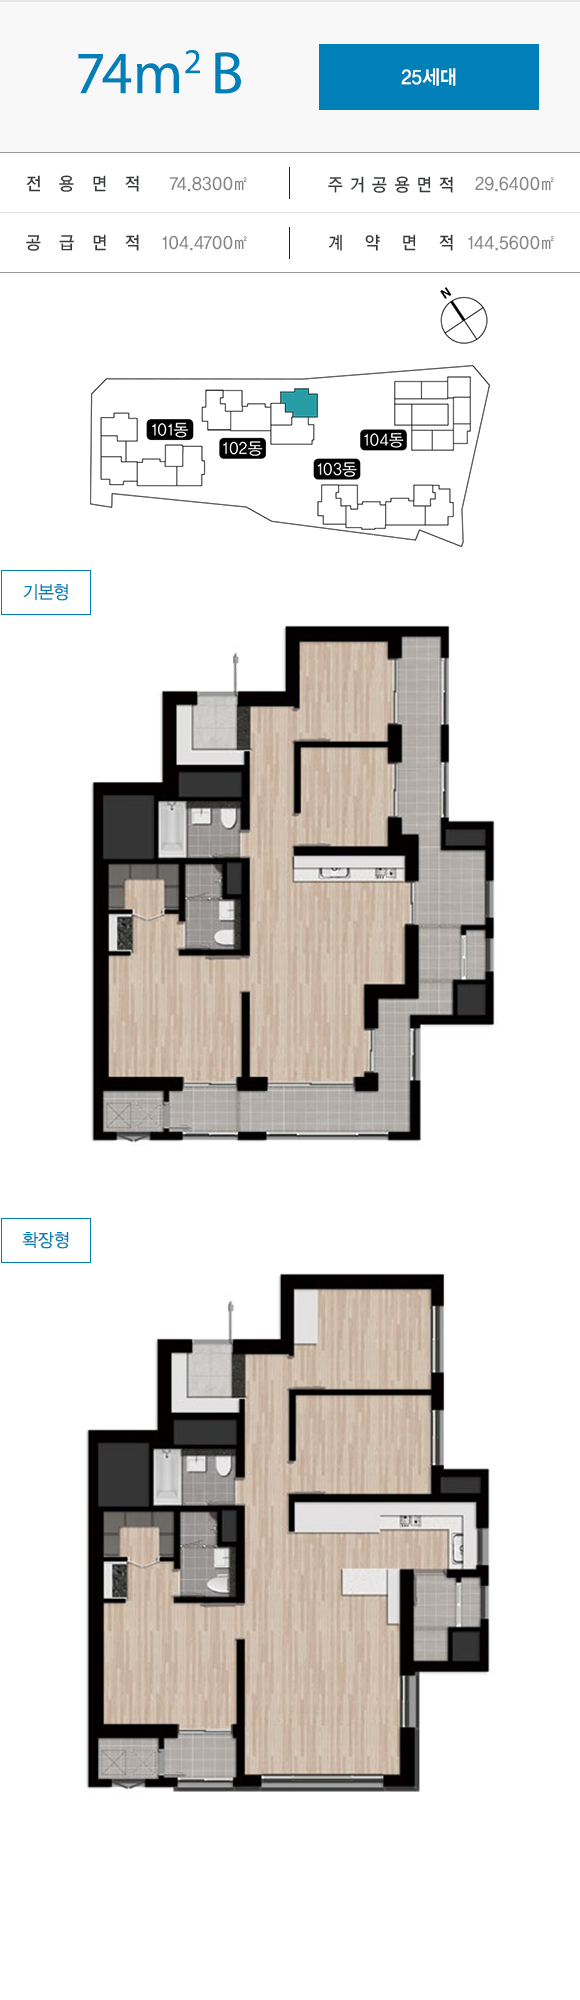 74m² B
25세대
전 용 면 적 74.8300㎡ 주 거 공 용 면 적 29.6400㎡
공 급 면 적 104.4700㎡ 계 약 면 적 144.5600㎡
N
101동
102동
104동
103동
기본형
확장형